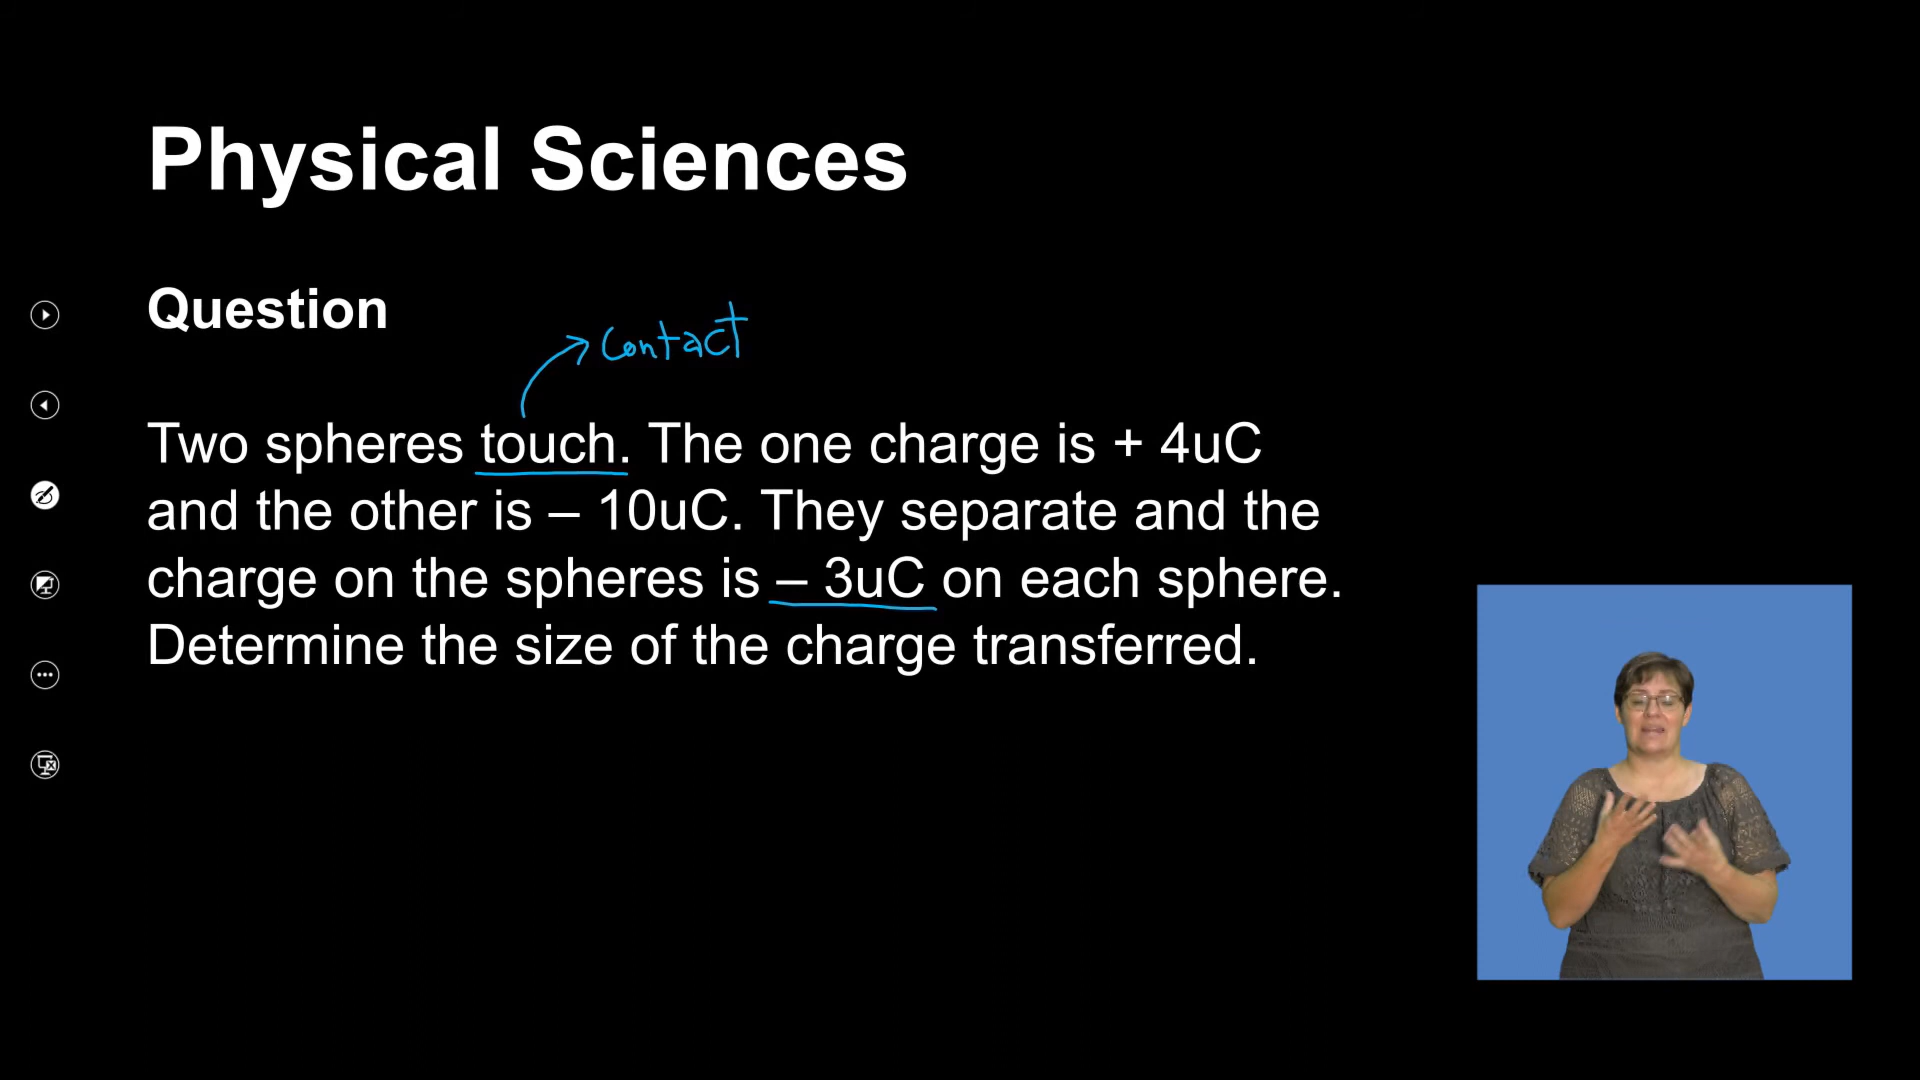 Physical Sciences
Question
contact
Two spheres touch. The one charge is + 4uC
and the other is – 10uC. They separate and the
charge on the spheres is – 3uC on each sphere.
Determine the size of the charge transferred.